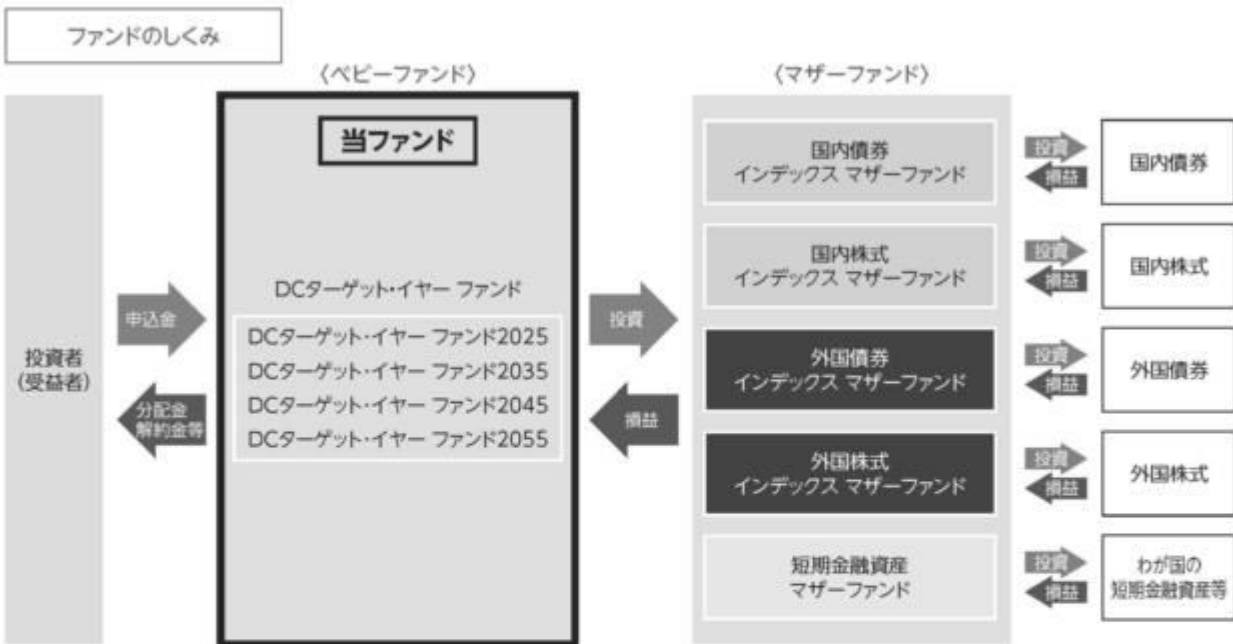 ファンドのしくみ
〈ベビーファンド〉
〈マザーファンド〉
投資者
(受益者)
申込金
分配金
解約金等
当ファンド
DCターゲット・イヤー ファンド
DCターゲット・イヤー ファンド2025
DCターゲット・イヤー ファンド2035
DCターゲット・イヤー ファンド2045
DCターゲット・イヤー ファンド2055
投資
損益
国内債券
インデックス マザーファンド
投資
損益
国内債券
国内株式
インデックス マザーファンド
投資
損益
国内株式
外国債券
インデックス マザーファンド
投資
損益
外国債券
外国株式
インデックス マザーファンド
投資
損益
外国株式
短期金融資産
マザーファンド
投資
損益
わが国の
短期金融資産等